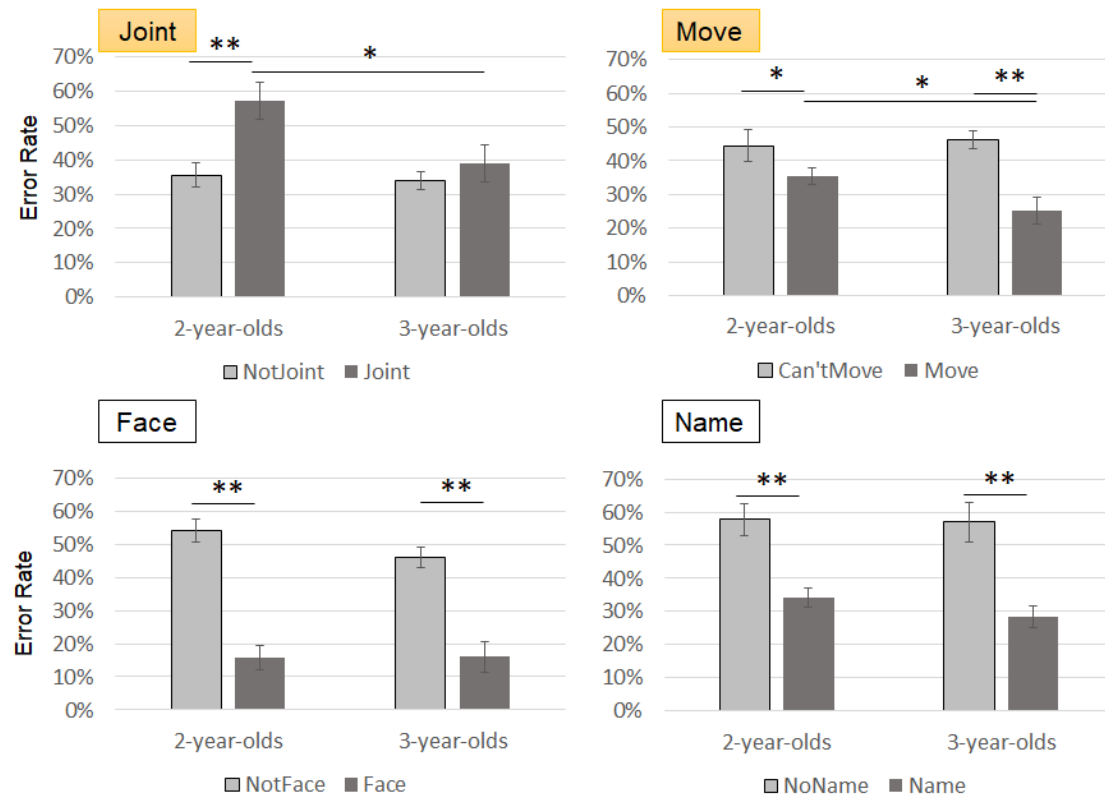 Joint
** *
70%
60%
50%
40%
30%
20%
10%
0%
Error Rate
2-year-olds 3-year-olds
NotJoint Joint
Move
* * **
70%
60%
50%
40%
30%
20%
10%
0%
2-year-olds 3-year-olds
Can'tMove Move
Face
** **
70%
60%
50%
40%
30%
20%
10%
0%
Error Rate
2-year-olds 3-year-olds
NotFace Face
Name
** **
70%
60%
50%
40%
30%
20%
10%
0%
2-year-olds 3-year-olds
NoName Name